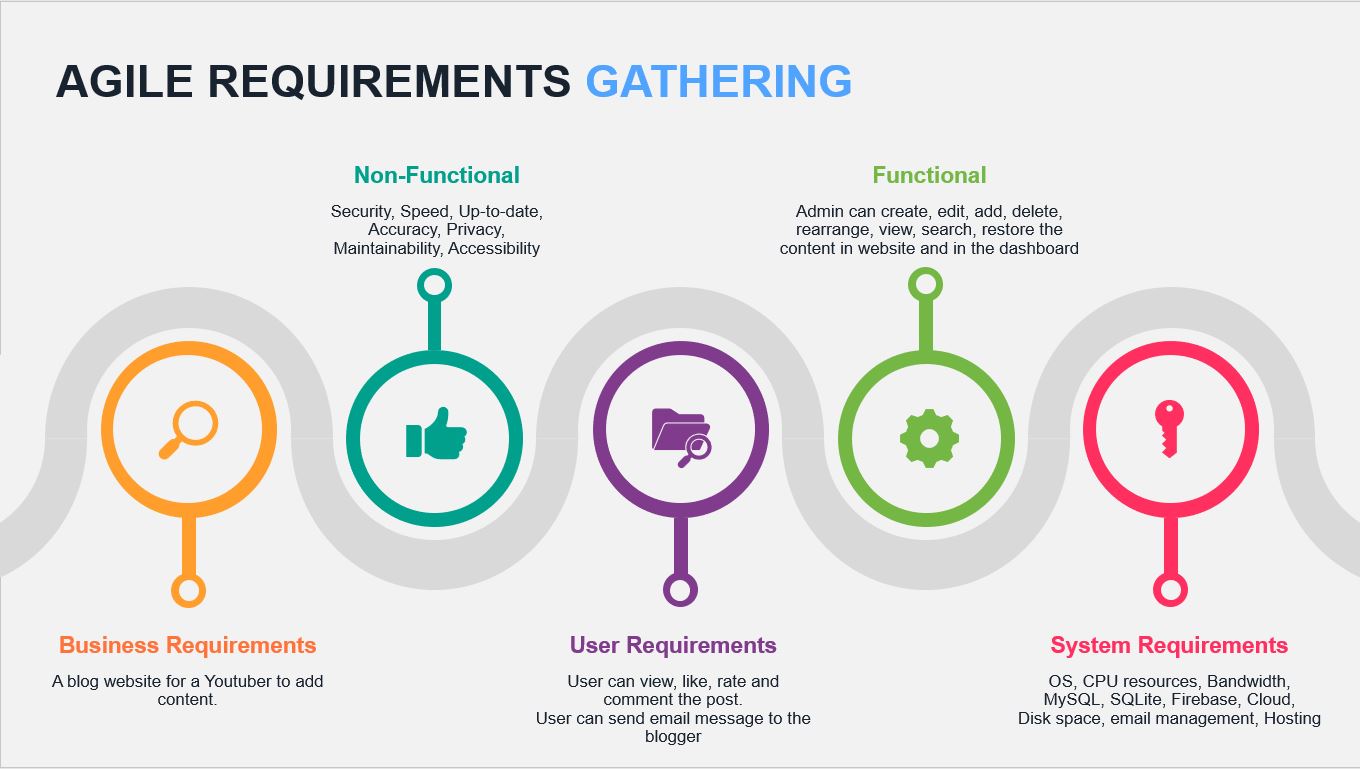 AGILE REQUIREMENTS GATHERING
Non-Functional
Security, Speed, Up-to-date,
Accuracy, Privacy,
Maintainability, Accessibility
Functional
Admin can create, edit, add, delete,
rearrange, view, search, restore the
content in website and in the dashboard
Business Requirements
A blog website for a Youtuber to add
content.
User Requirements
User can view, like, rate and
comment the post.
User can send email message to the
blogger
System Requirements
OS, CPU resources, Bandwidth,
MySQL, SQLite, Firebase, Cloud,
Disk space, email management, Hosting